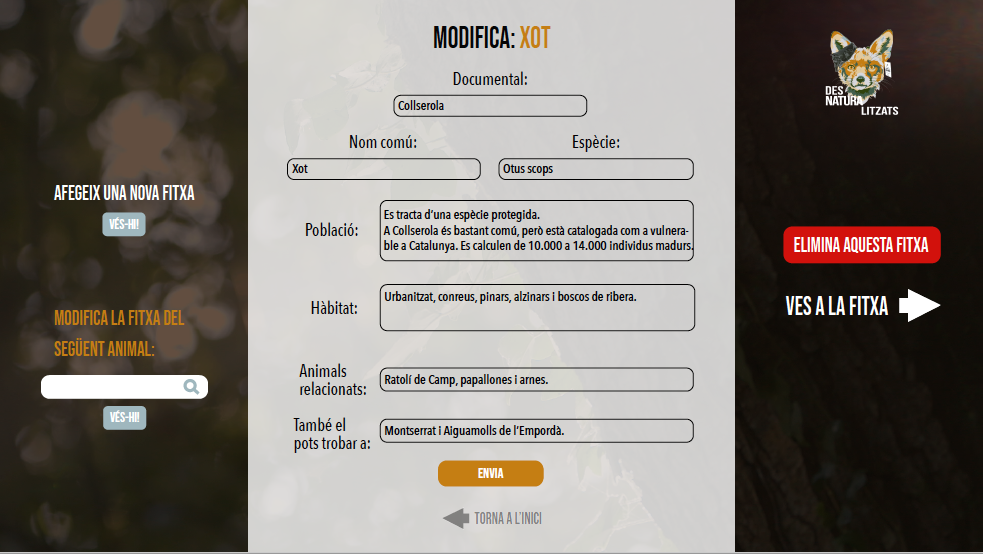 AFEGEIX UNA NOVA FITXA
VÉS-HI!
MODIFICA LA FITXA DEL
SEGÜENT ANIMAL:
VÉS-HI!
MODIFICA: XOT
Documental:
Collserola
Nom comú:
Xot
Espècie:
Otus scops
Població:
Es tracta d'una espècie protegida.
A Collserola és bastant comú, però està catalogada com a vulnera-
ble a Catalunya. Es calculen de 10.000 a 14.000 individus madurs.
Hàbitat:
Urbanitzat, conreus, pinars, alzinars i boscos de ribera.
Animals
relacionats:
Ratolí de Camp, papallones i arnes.
També el
pots trobar a:
Montserrat i Aiguamolls de l'Empordà.
ENVIA
TORNA A L'INICI
DES
NATURA
LITZATS
ELIMINA AQUESTA FITXA
VES A LA FITXA